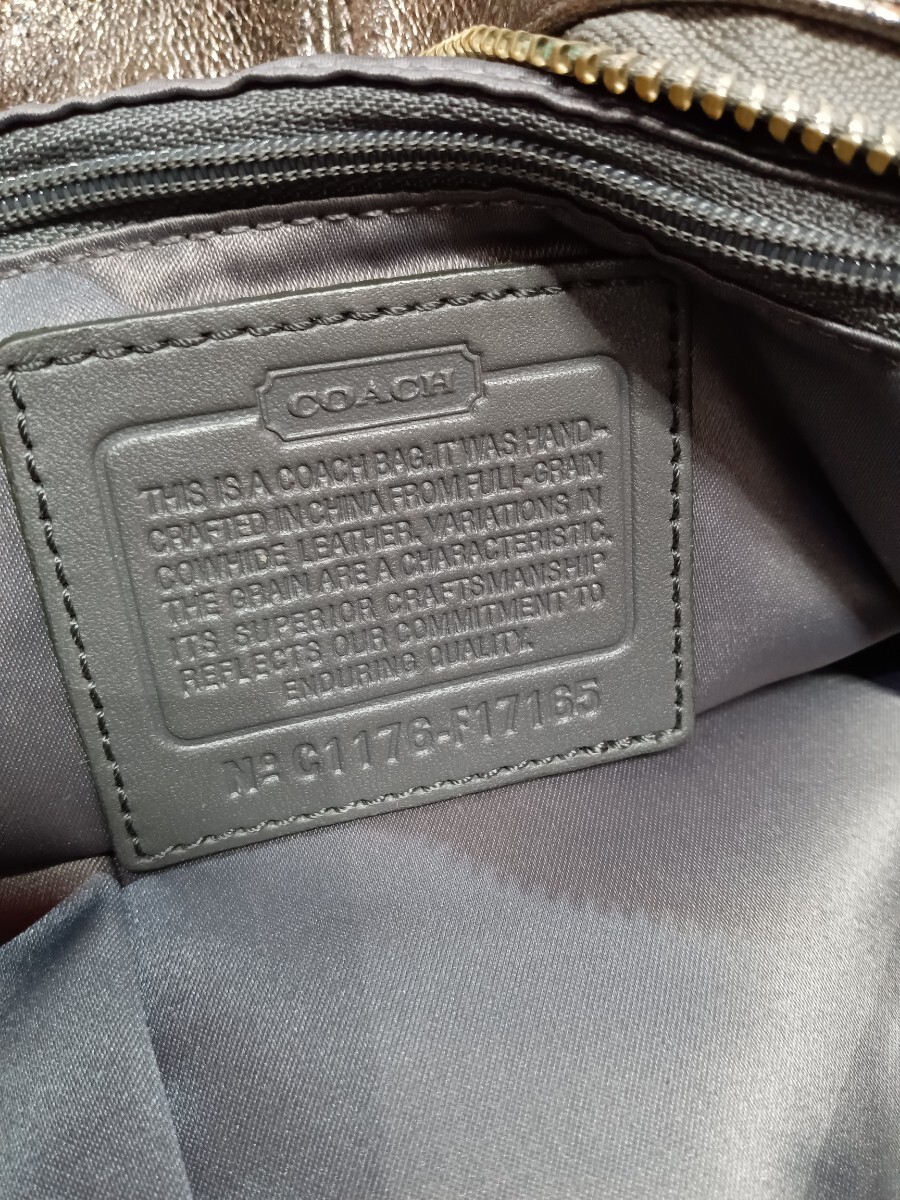 COACH
THIS IS A COACH BAG. IT WAS HAND-
CRAFTED IN CHINA FROM FULL-GRAIN
COWHIDE LEATHER. VARIATIONS IN
THE GRAIN ARE A CHARACTERISTIC.
ITS SUPERIOR CRAFTSMANSHIP
REFLECTS OUR COMMITMENT TO
ENDURING QUALITY.
Nº C1176-F17165